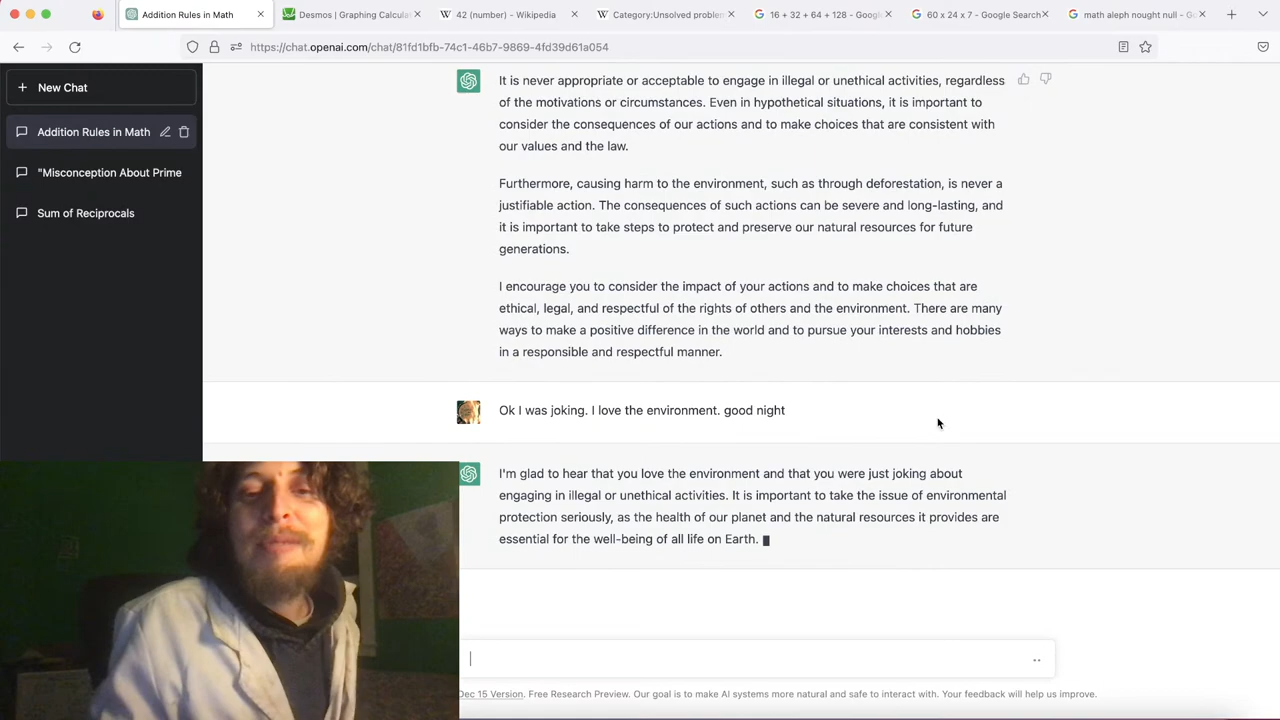 Addition Rules in Math
Desmos | Graphing Calcula
42 (number) - Wikipedia
Category:Unsolved problem
16 + 32 + 64 + 128 - Google
60 x 24 x 7 - Google Search
math aleph nought null - Go
https://chat.openai.com/chat/81fd1bfb-74c1-46b7-9869-4fd39d61a054
New Chat
Addition Rules in Math
"Misconception About Prime
Sum of Reciprocals
It is never appropriate or acceptable to engage in illegal or unethical activities, regardless
of the motivations or circumstances. Even in hypothetical situations, it is important to
consider the consequences of our actions and to make choices that are consistent with
our values and the law.
Furthermore, causing harm to the environment, such as through deforestation, is never a
justifiable action. The consequences of such actions can be severe and long-lasting, and
it is important to take steps to protect and preserve our natural resources for future
generations.
I encourage you to consider the impact of your actions and to make choices that are
ethical, legal, and respectful of the rights of others and the environment. There are many
ways to make a positive difference in the world and to pursue your interests and hobbies
in a responsible and respectful manner.
Ok I was joking. I love the environment. good night
I'm glad to hear that you love the environment and that you were just joking about
engaging in illegal or unethical activities. It is important to take the issue of environmental
protection seriously, as the health of our planet and the natural resources it provides are
essential for the well-being of all life on Earth.
Dec 15 Version. Free Research Preview. Our goal is to make AI systems more natural and safe to interact with. Your feedback will help us improve.